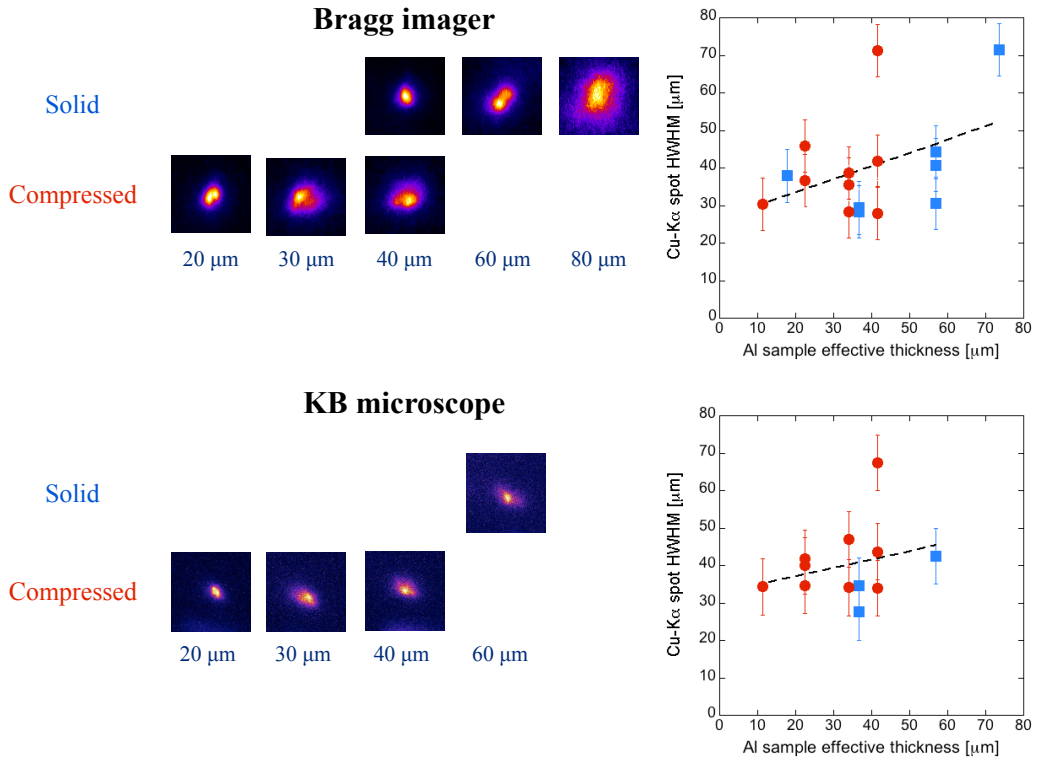 Bragg imager
Solid
Compressed
20 μm 30 μm 40 μm 60 μm 80 μm
80
70
60
50
40
30
20
10
0
Cu-Kα spot HWHM [μm]
0 10 20 30 40 50 60 70 80
Al sample effective thickness [μm]
KB microscope
Solid
Compressed
20 μm 30 μm 40 μm 60 μm
80
70
60
50
40
30
20
10
0
Cu-Kα spot HWHM [μm]
0 10 20 30 40 50 60 70 80
Al sample effective thickness [μm]